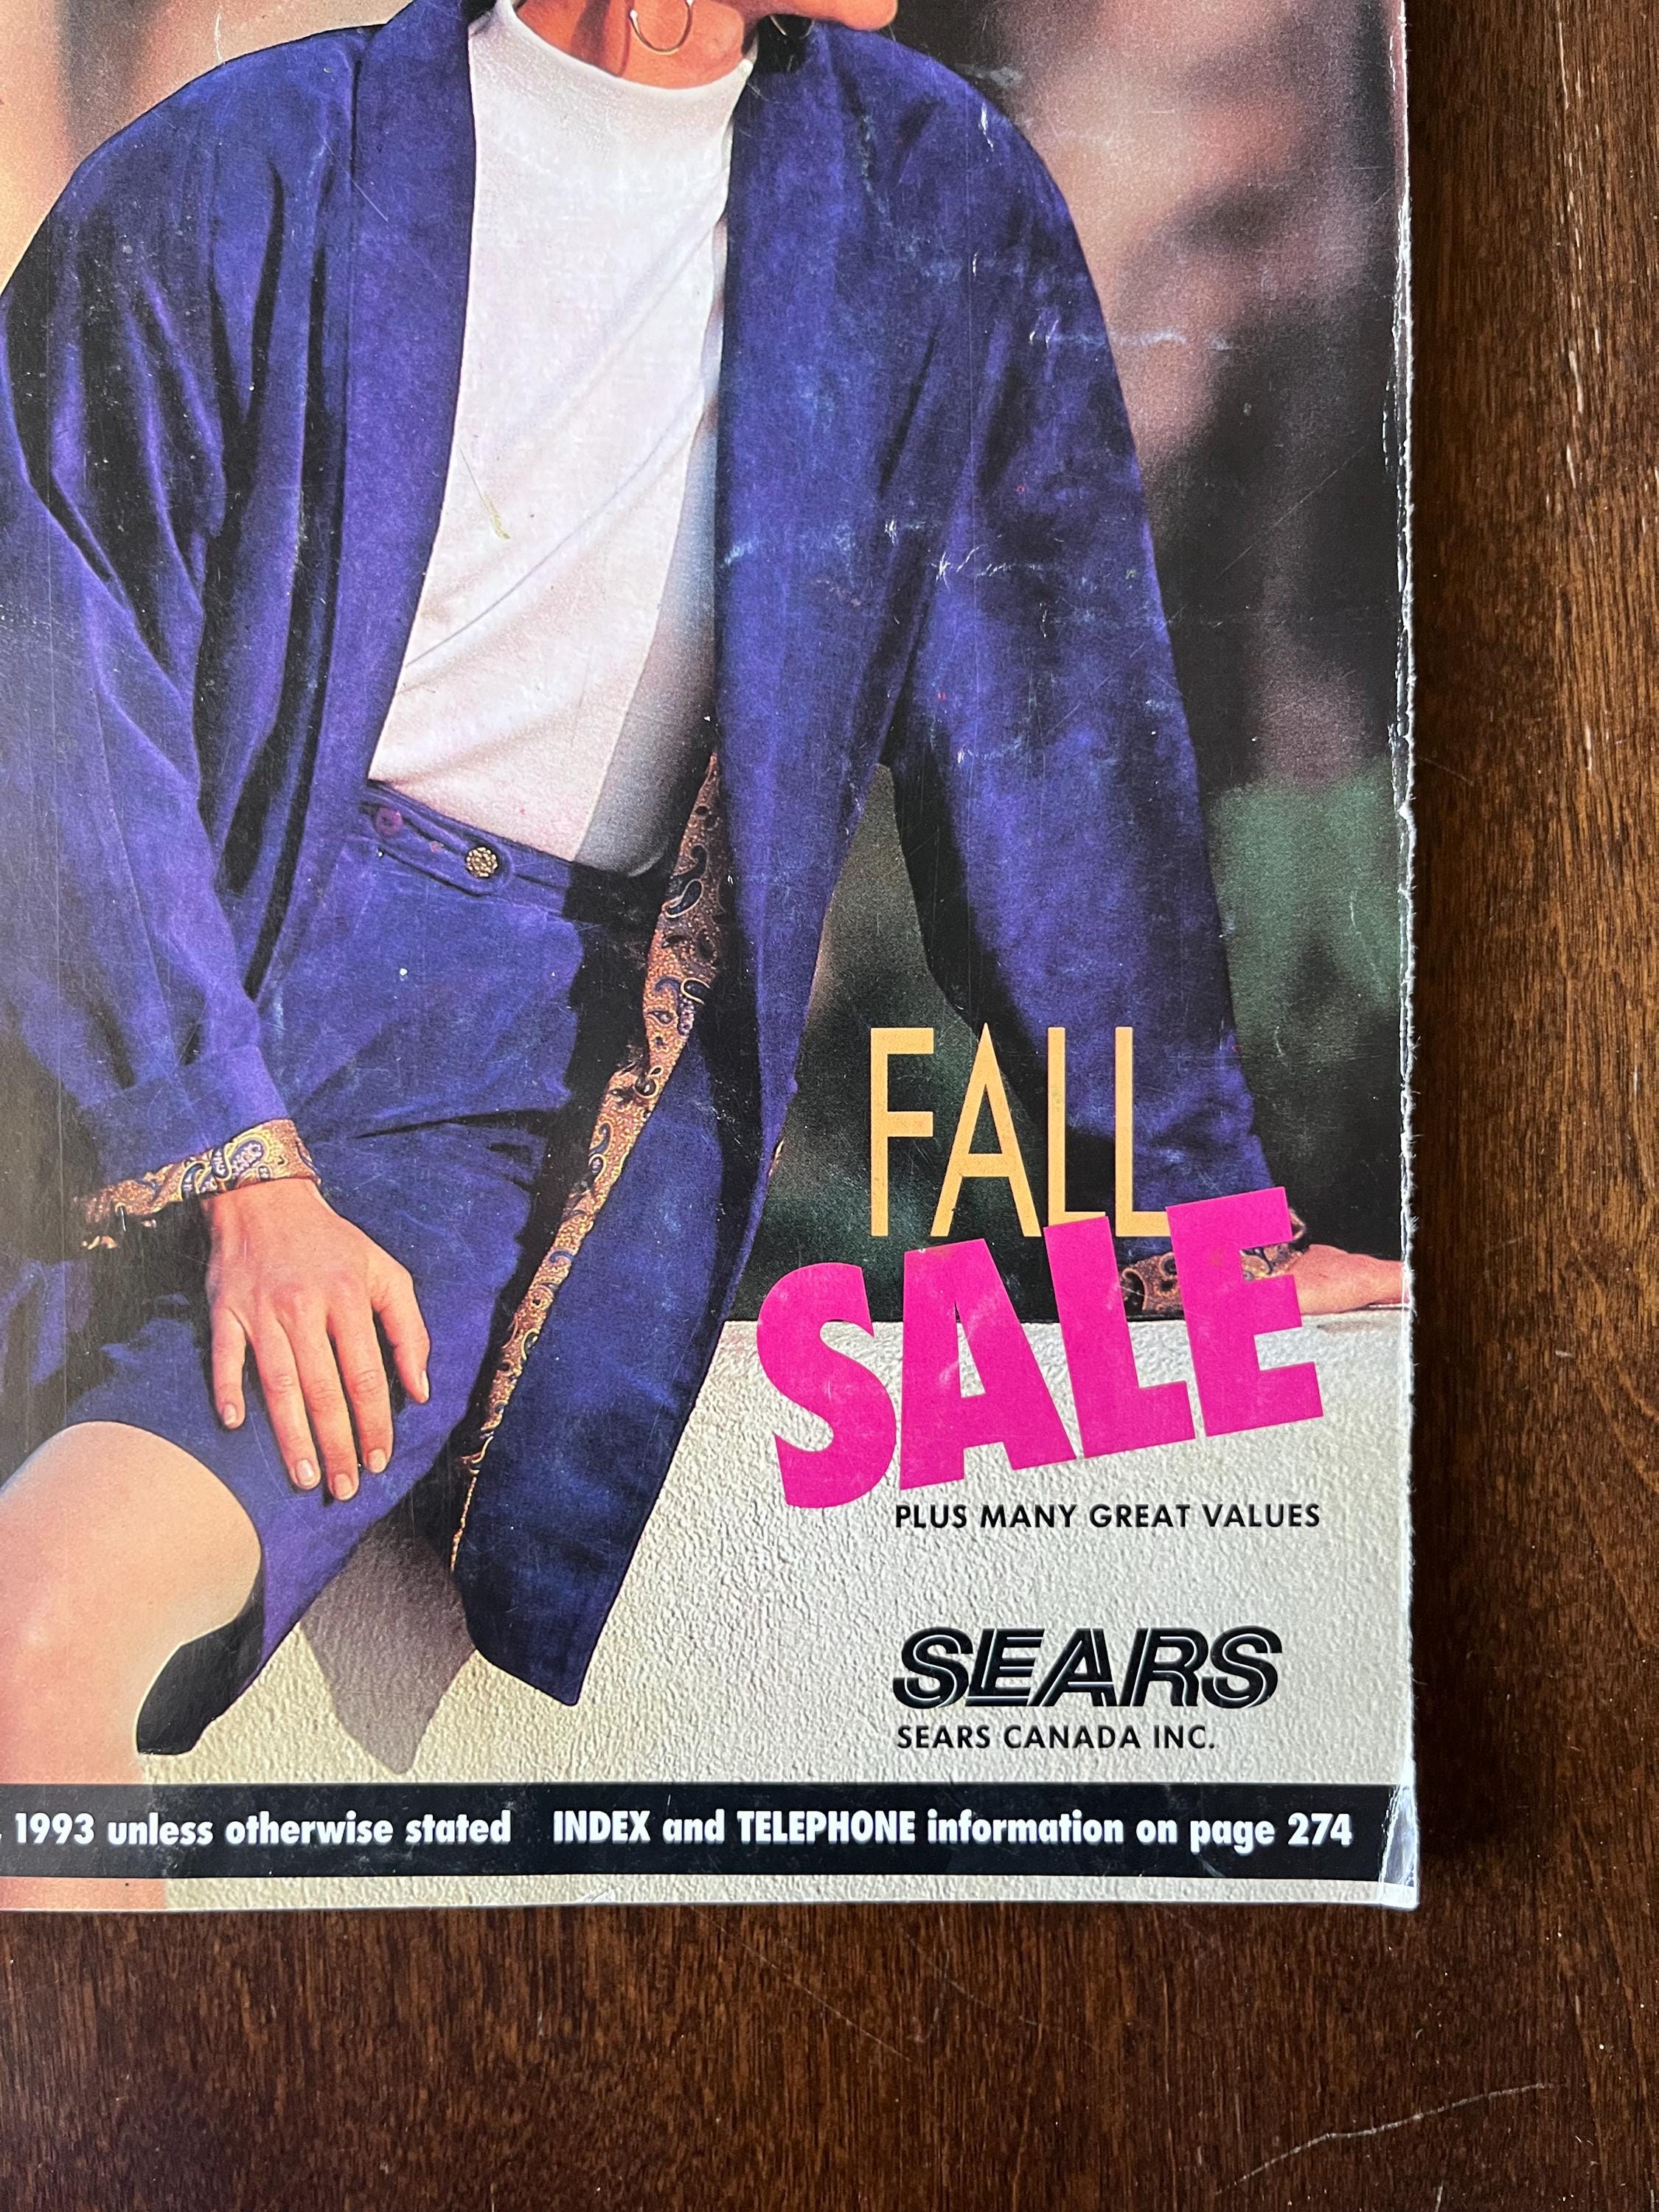 FALL
SALE
PLUS MANY GREAT VALUES
SEARS
SEARS CANADA INC.
1993 unless otherwise stated INDEX and TELEPHONE information on page 274